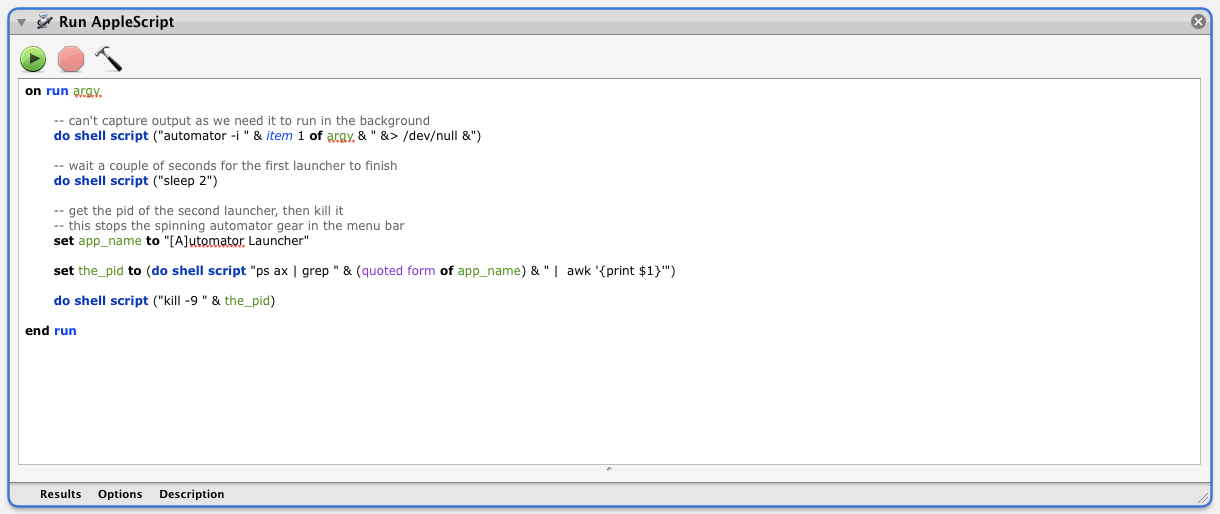 Run AppleScript
on run argv
-- can't capture output as we need it to run in the background
do shell script ("automator -i " & item 1 of argv & " &> /dev/null &")
-- wait a couple of seconds for the first launcher to finish
do shell script ("sleep 2")
-- get the pid of the second launcher, then kill it
-- this stops the spinning automator gear in the menu bar
set app_name to "[A]utomator Launcher"
set the_pid to (do shell script "ps ax | grep " & (quoted form of app_name) & " |  awk '{print $1}'")
do shell script ("kill -9 " & the_pid)
end run
Results Options Description